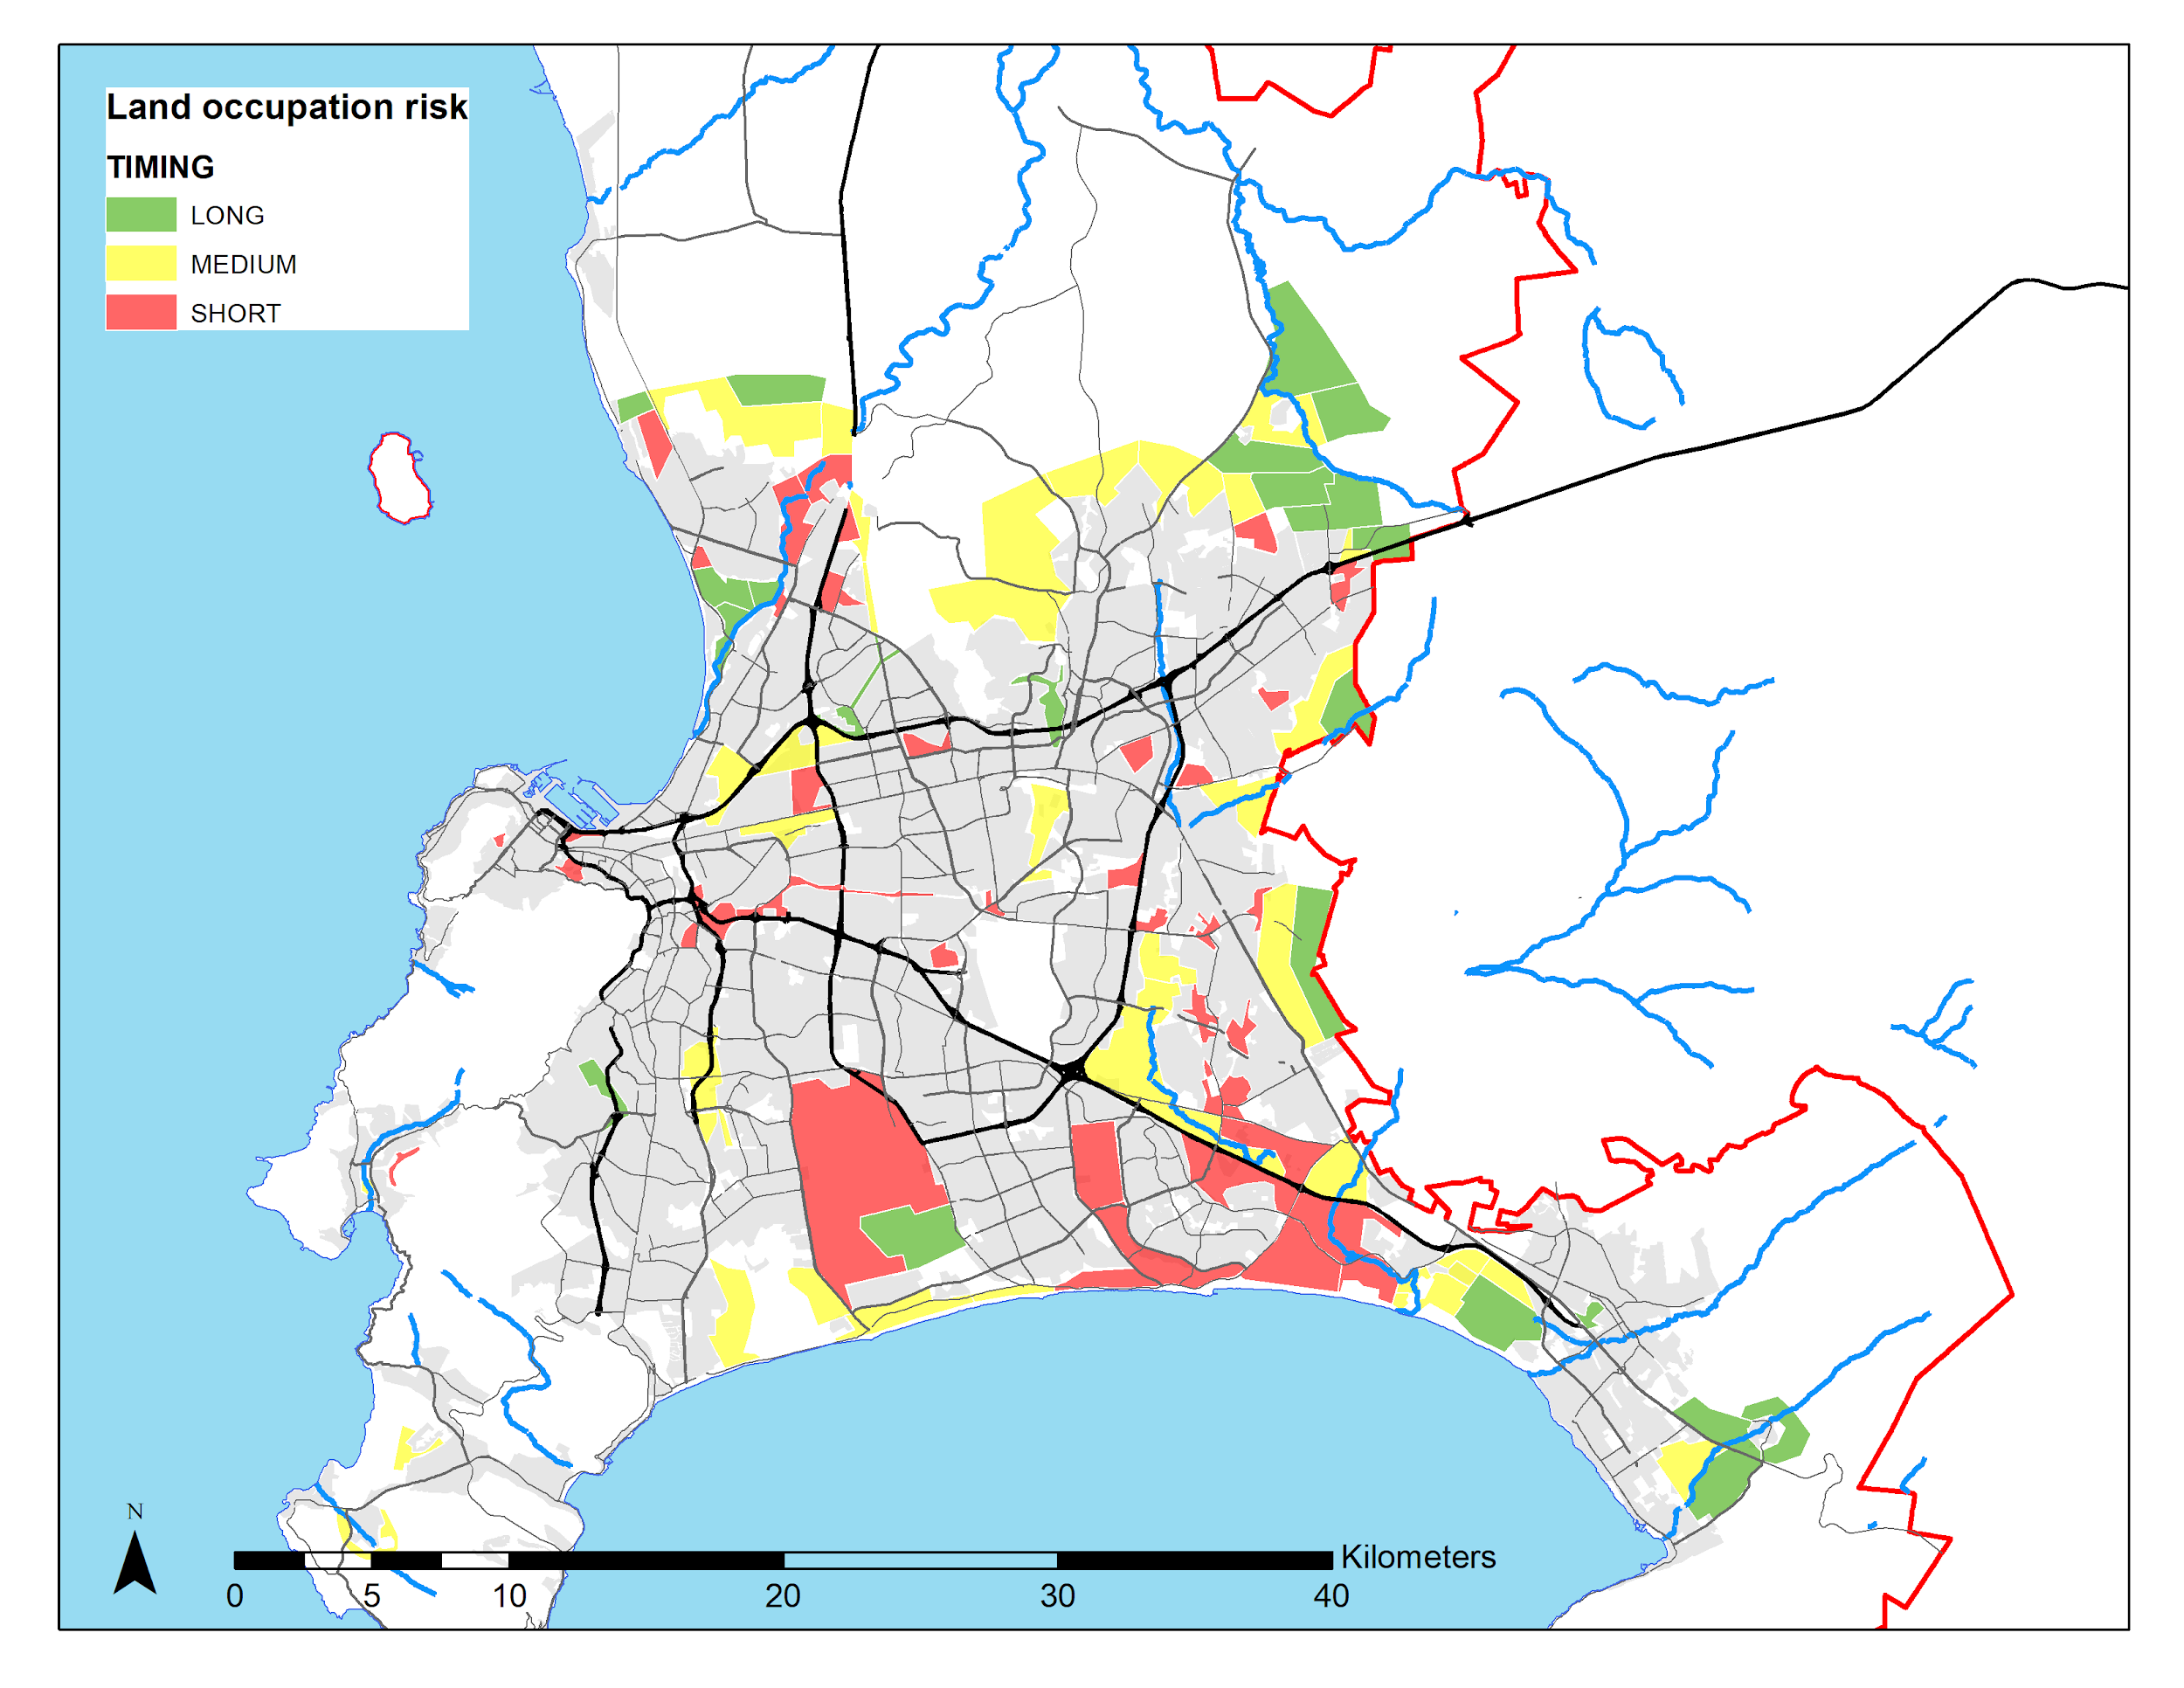 Land occupation risk
TIMING
LONG
MEDIUM
SHORT
N
Kilometers
0 5 10 20 30 40